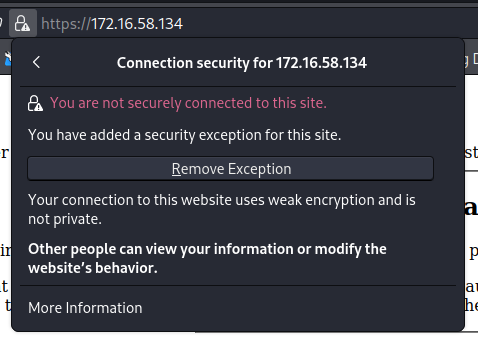 https://172.16.58.134
Connection security for 172.16.58.134
You are not securely connected to this site.
You have added a security exception for this site.
Remove Exception
Your connection to this website uses weak encryption and is
not private.
Other people can view your information or modify the
website's behavior.
More Information